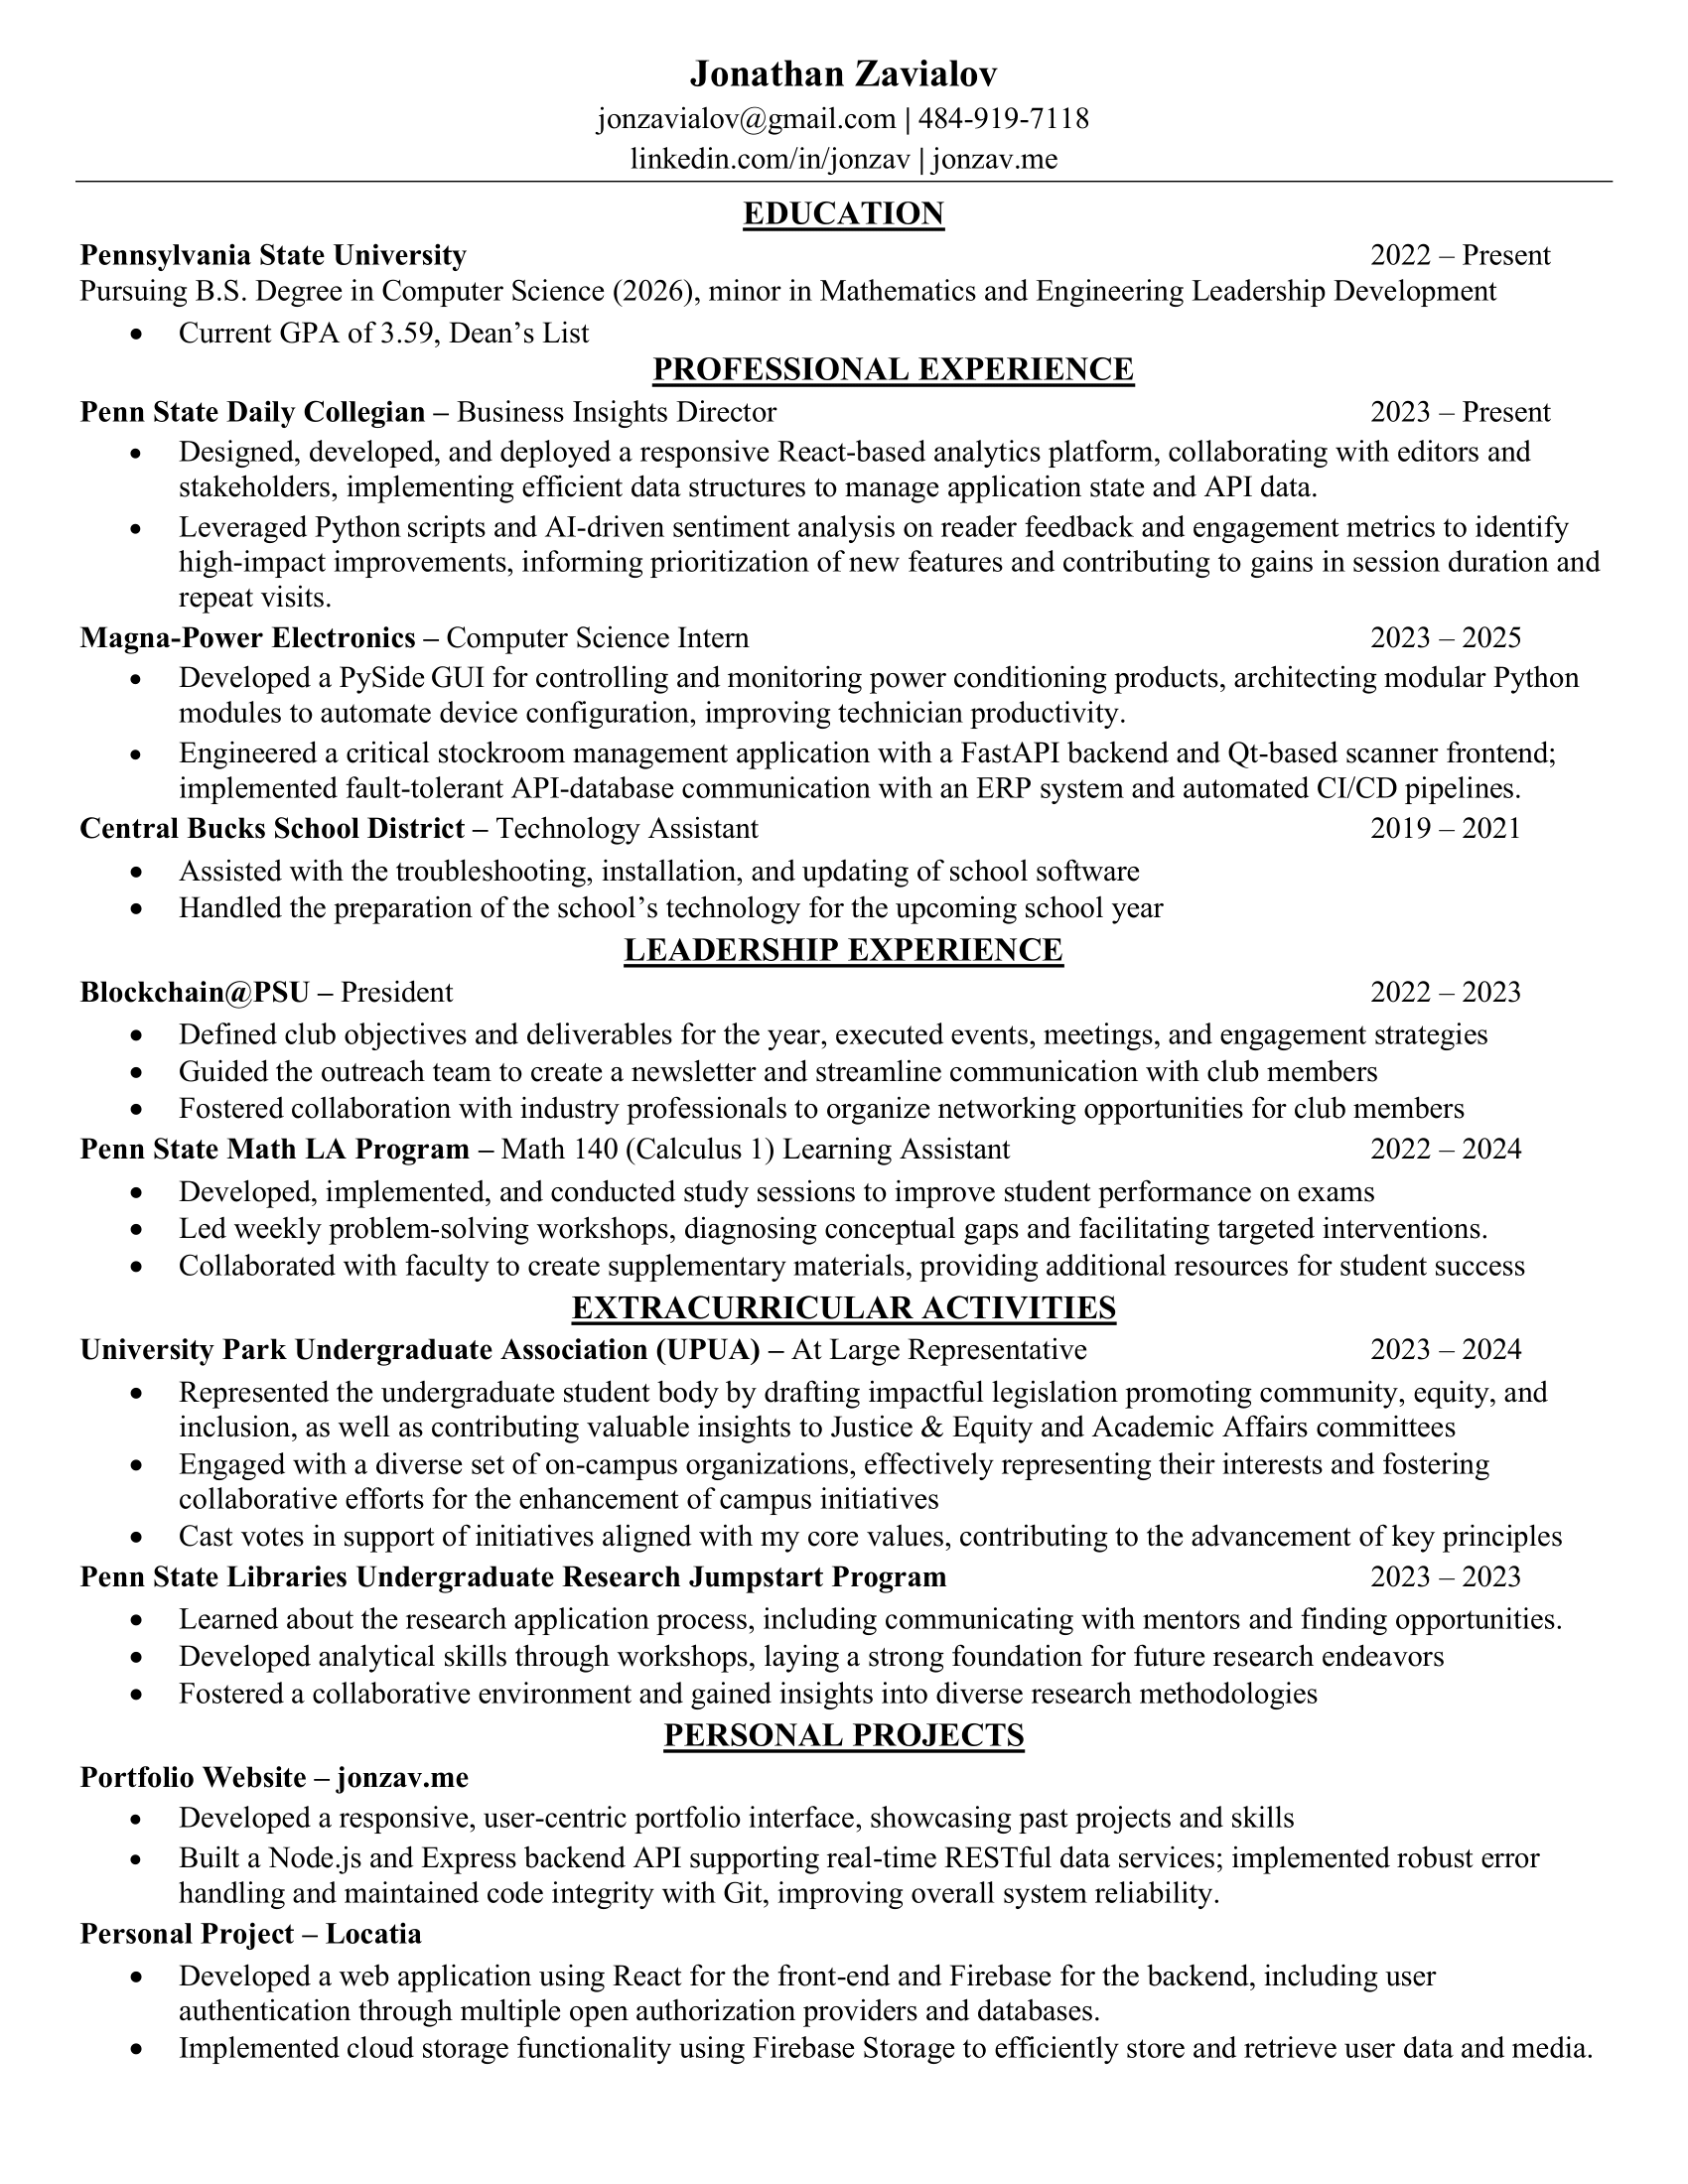 Jonathan Zavialov
jonzavialov@gmail.com | 484-919-7118
linkedin.com/in/jonzav | jonzav.me
EDUCATION
Pennsylvania State University 2022 – Present
Pursuing B.S. Degree in Computer Science (2026), minor in Mathematics and Engineering Leadership Development
• Current GPA of 3.59, Dean’s List
PROFESSIONAL EXPERIENCE
Penn State Daily Collegian – Business Insights Director 2023 – Present
• Designed, developed, and deployed a responsive React-based analytics platform, collaborating with editors and
stakeholders, implementing efficient data structures to manage application state and API data.
• Leveraged Python scripts and AI-driven sentiment analysis on reader feedback and engagement metrics to identify
high-impact improvements, informing prioritization of new features and contributing to gains in session duration and
repeat visits.
Magna-Power Electronics – Computer Science Intern 2023 – 2025
• Developed a PySide GUI for controlling and monitoring power conditioning products, architecting modular Python
modules to automate device configuration, improving technician productivity.
• Engineered a critical stockroom management application with a FastAPI backend and Qt-based scanner frontend;
implemented fault-tolerant API-database communication with an ERP system and automated CI/CD pipelines.
Central Bucks School District – Technology Assistant 2019 – 2021
• Assisted with the troubleshooting, installation, and updating of school software
• Handled the preparation of the school’s technology for the upcoming school year
LEADERSHIP EXPERIENCE
Blockchain@PSU – President 2022 – 2023
• Defined club objectives and deliverables for the year, executed events, meetings, and engagement strategies
• Guided the outreach team to create a newsletter and streamline communication with club members
• Fostered collaboration with industry professionals to organize networking opportunities for club members
Penn State Math LA Program – Math 140 (Calculus 1) Learning Assistant 2022 – 2024
• Developed, implemented, and conducted study sessions to improve student performance on exams
• Led weekly problem-solving workshops, diagnosing conceptual gaps and facilitating targeted interventions.
• Collaborated with faculty to create supplementary materials, providing additional resources for student success
EXTRACURRICULAR ACTIVITIES
University Park Undergraduate Association (UPUA) – At Large Representative 2023 – 2024
• Represented the undergraduate student body by drafting impactful legislation promoting community, equity, and
inclusion, as well as contributing valuable insights to Justice & Equity and Academic Affairs committees
• Engaged with a diverse set of on-campus organizations, effectively representing their interests and fostering
collaborative efforts for the enhancement of campus initiatives
• Cast votes in support of initiatives aligned with my core values, contributing to the advancement of key principles
Penn State Libraries Undergraduate Research Jumpstart Program 2023 – 2023
• Learned about the research application process, including communicating with mentors and finding opportunities.
• Developed analytical skills through workshops, laying a strong foundation for future research endeavors
• Fostered a collaborative environment and gained insights into diverse research methodologies
PERSONAL PROJECTS
Portfolio Website – jonzav.me
• Developed a responsive, user-centric portfolio interface, showcasing past projects and skills
• Built a Node.js and Express backend API supporting real-time RESTful data services; implemented robust error
handling and maintained code integrity with Git, improving overall system reliability.
Personal Project – Locatia
• Developed a web application using React for the front-end and Firebase for the backend, including user
authentication through multiple open authorization providers and databases.
• Implemented cloud storage functionality using Firebase Storage to efficiently store and retrieve user data and media.